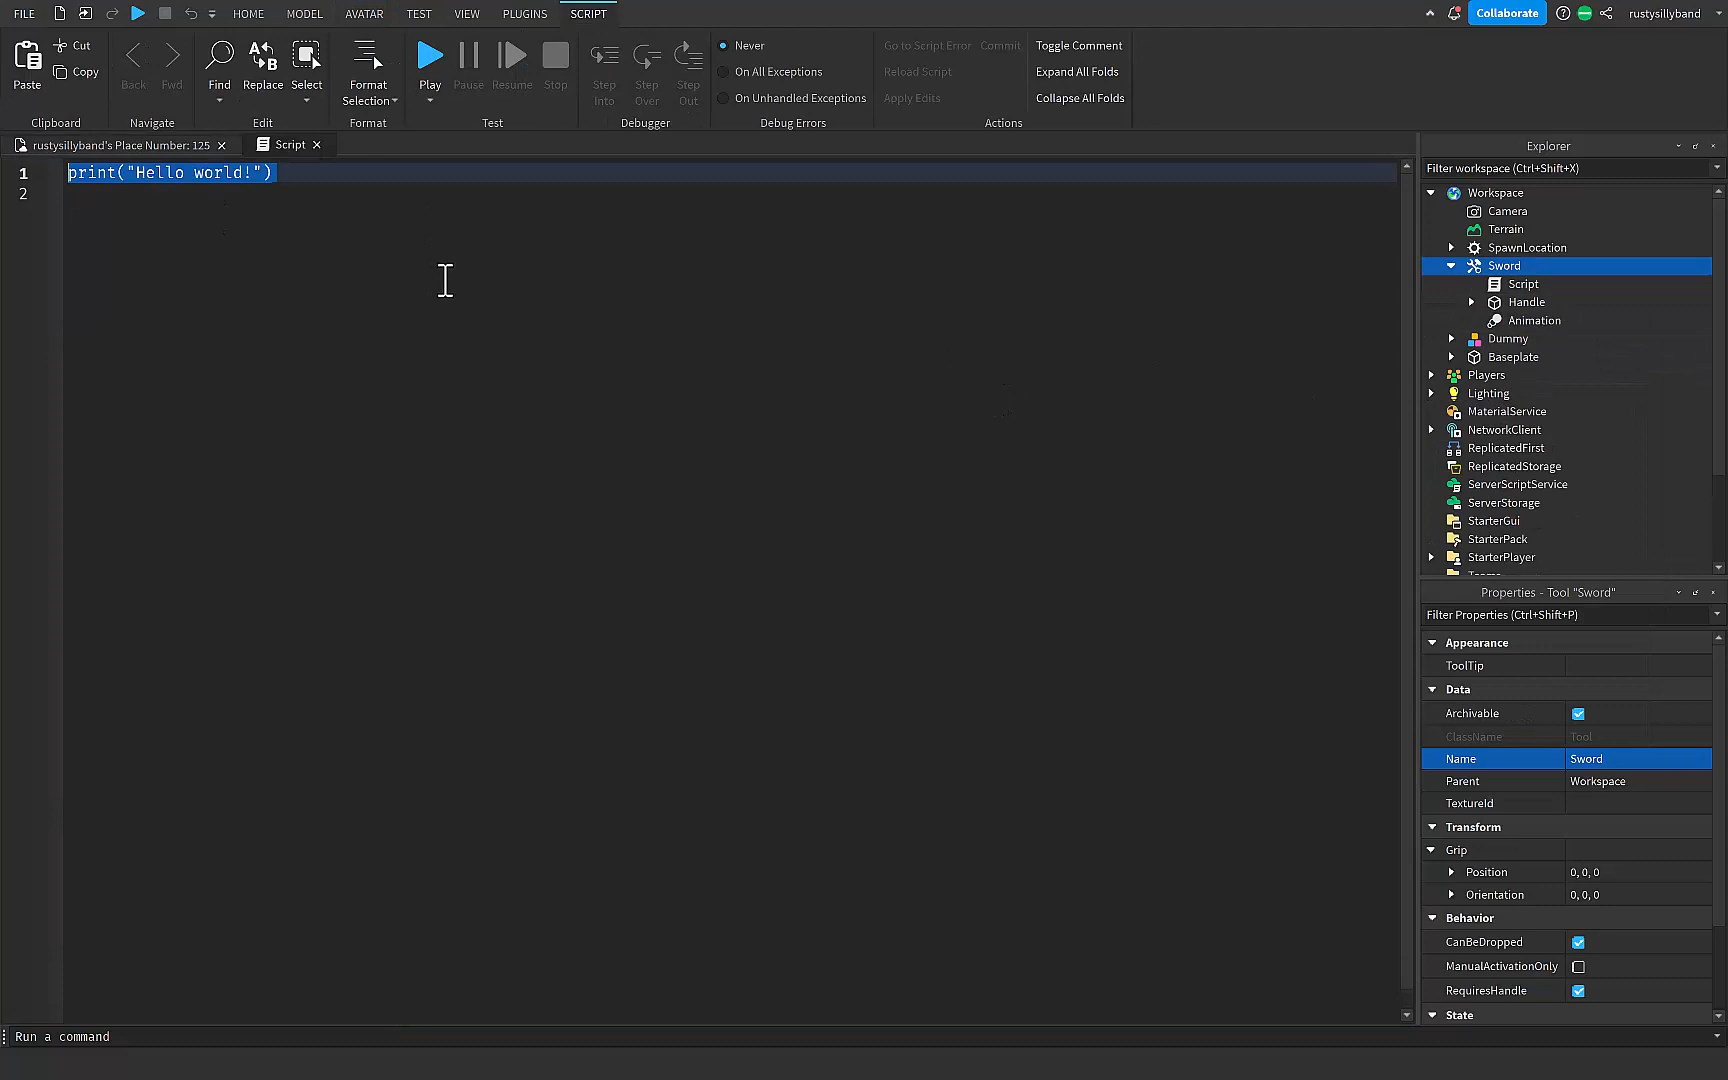 FILE HOME MODEL AVATAR TEST VIEW PLUGINS SCRIPT Collaborate rustysillyband
Paste Cut Copy Back Fwd Find Replace Select Format Selection Play Pause Resume Stop Step Into Step Over Step Out
Never
On All Exceptions
On Unhandled Exceptions
Go to Script Error Commit
Reload Script
Apply Edits
Toggle Comment
Expand All Folds
Collapse All Folds
Clipboard Navigate Edit Format Test Debugger Debug Errors Actions
rustysillyband's Place Number: 125 Script
1 print("Hello world!")
2
Explorer
Filter workspace (Ctrl+Shift+X)
Workspace
Camera
Terrain
SpawnLocation
Sword
Script
Handle
Animation
Dummy
Baseplate
Players
Lighting
MaterialService
NetworkClient
ReplicatedFirst
ReplicatedStorage
ServerScriptService
ServerStorage
StarterGui
StarterPack
StarterPlayer
Properties - Tool "Sword"
Filter Properties (Ctrl+Shift+P)
Appearance
ToolTip
Data
Archivable
ClassName Tool
Name Sword
Parent Workspace
TextureId
Transform
Grip
Position 0, 0, 0
Orientation 0, 0, 0
Behavior
CanBeDropped
ManualActivationOnly
RequiresHandle
State
Run a command